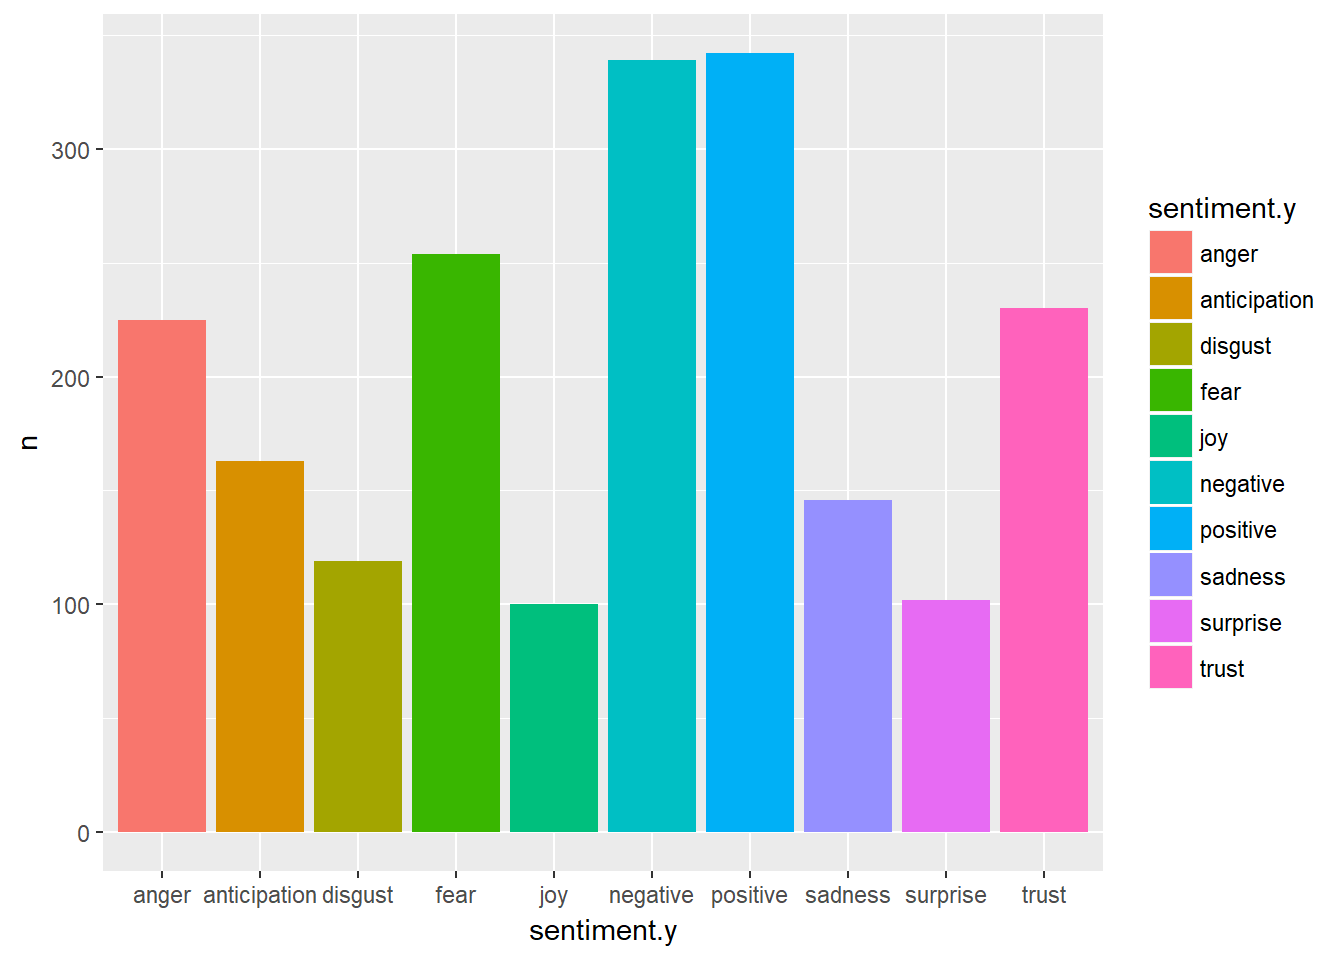 300
200
100
0
n
anger anticipation disgust fear joy negative positive sadness surprise trust
sentiment.y
sentiment.y
anger
anticipation
disgust
fear
joy
negative
positive
sadness
surprise
trust